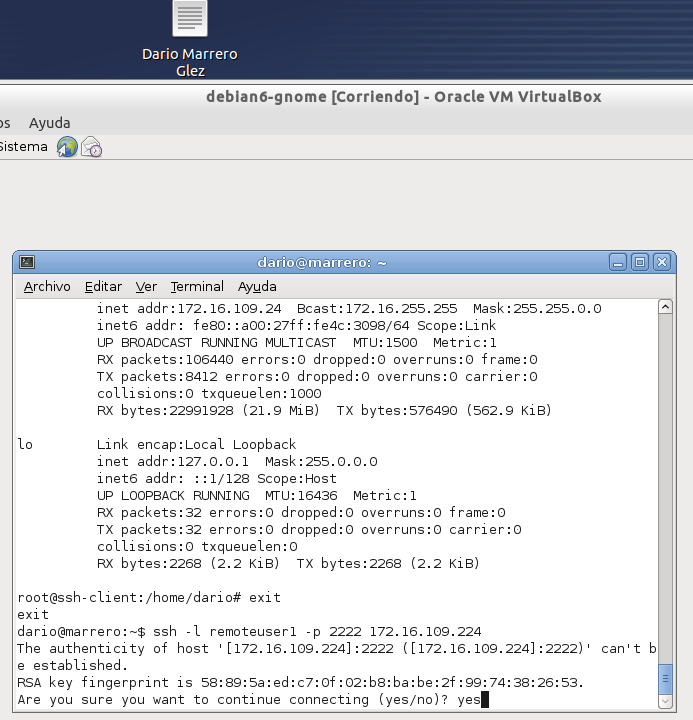 Dario Marrero
Glez
debian6-gnome [Corriendo] - Oracle VM VirtualBox
os Ayuda
Sistema
dario@marrero: ~
Archivo Editar Ver Terminal Ayuda
inet addr:172.16.109.24  Bcast:172.16.255.255  Mask:255.255.0.0
inet6 addr: fe80::a00:27ff:fe4c:3098/64 Scope:Link
UP BROADCAST RUNNING MULTICAST  MTU:1500  Metric:1
RX packets:106440 errors:0 dropped:0 overruns:0 frame:0
TX packets:8412 errors:0 dropped:0 overruns:0 carrier:0
collisions:0 txqueuelen:1000
RX bytes:22991928 (21.9 MiB)  TX bytes:576490 (562.9 KiB)
lo        Link encap:Local Loopback
inet addr:127.0.0.1  Mask:255.0.0.0
inet6 addr: ::1/128 Scope:Host
UP LOOPBACK RUNNING  MTU:16436  Metric:1
RX packets:32 errors:0 dropped:0 overruns:0 frame:0
TX packets:32 errors:0 dropped:0 overruns:0 carrier:0
collisions:0 txqueuelen:0
RX bytes:2268 (2.2 KiB)  TX bytes:2268 (2.2 KiB)
root@ssh-client:/home/dario# exit
exit
dario@marrero:~$ ssh -l remoteuser1 -p 2222 172.16.109.224
The authenticity of host '[172.16.109.224]:2222 ([172.16.109.224]:2222)' can't b
e established.
RSA key fingerprint is 58:89:5a:ed:c7:0f:02:b8:ba:be:2f:99:74:38:26:53.
Are you sure you want to continue connecting (yes/no)? yes